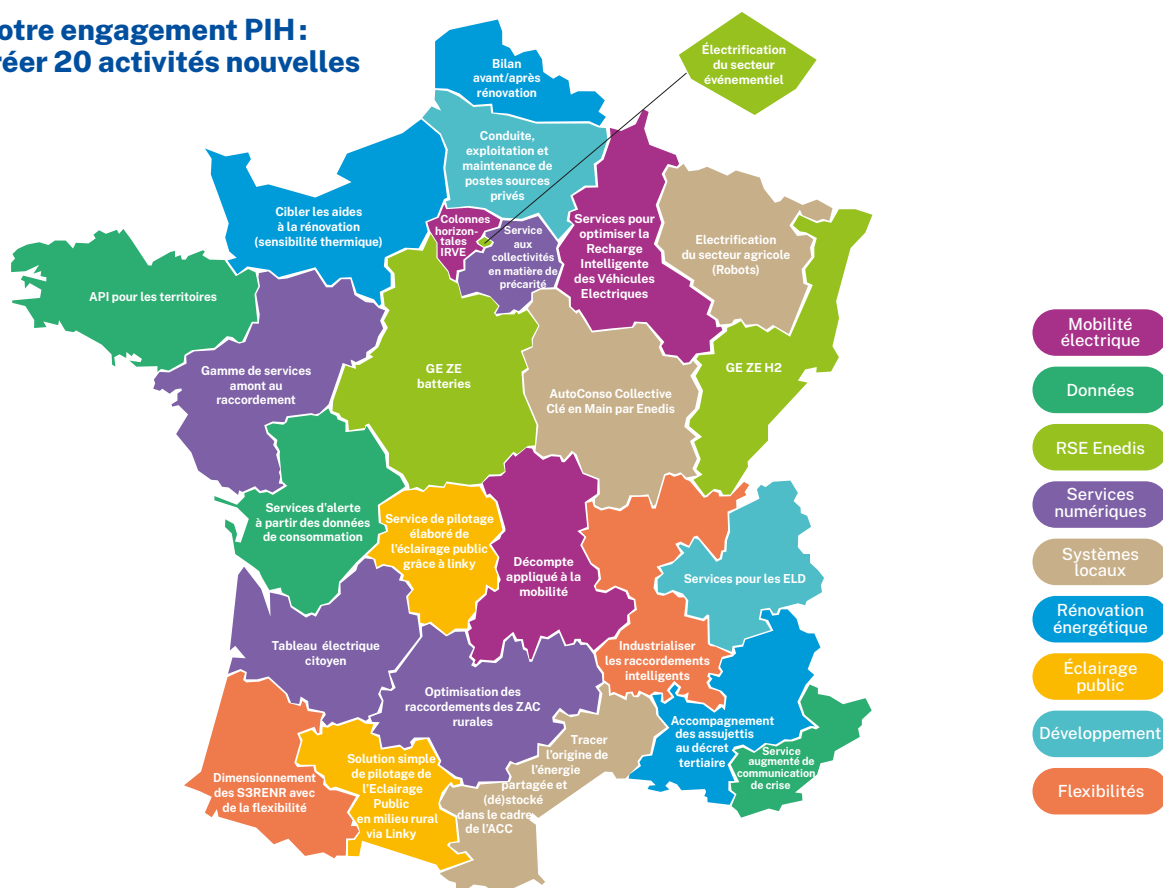 otre engagement PIH :
réer 20 activités nouvelles
Électrification
du secteur
événementiel
Bilan
avant/après
rénovation
Conduite,
exploitation et
maintenance de
postes sources
privés
Cibler les aides
à la rénovation
(sensibilité thermique)
Colonnes
horizon-
tales
IRVE
Service
aux
collectivités
en matière de
précarité
Services pour
optimiser la
Recharge
Intelligente
des Véhicules
Electriques
Electrification
du secteur agricole
(Robots)
API pour les territoires
Gamme de services
amont au
raccordement
GE ZE
batteries
AutoConso Collective
Clé en Main par Enedis
GE ZE H2
Services d'alerte
à partir des données
de consommation
Service de pilotage
élaboré de
l'éclairage public
grâce à linky
Décompte
appliqué à la
mobilité
Services pour les ELD
Tableau électrique
citoyen
Industrialiser
les raccordements
intelligents
Optimisation des
raccordements des ZAC
rurales
Accompagnement
des assujettis
au décret
tertiaire
Service
augmenté de
communication
de crise
Tracer
l'origine de
l'énergie
partagée et
(dé)stocké
dans le cadre
de l'ACC
Dimensionnement
des S3RENR avec
de la flexibilité
Solution simple
de pilotage de
l'Eclairage
Public
en milieu rural
via Linky
Mobilité
électrique
Données
RSE Enedis
Services
numériques
Systèmes
locaux
Rénovation
énergétique
Éclairage
public
Développement
Flexibilités